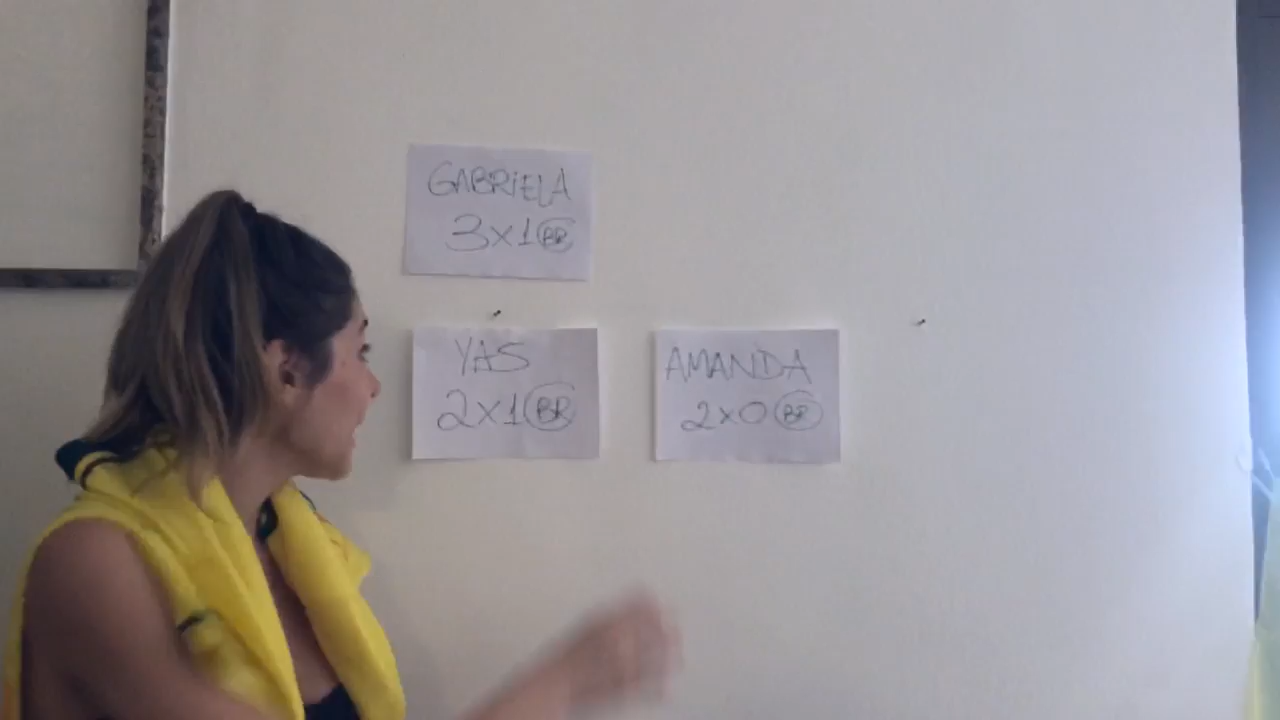 GABRIELA
3x1 BR
YAS
2x1 BR
AMANDA
2x0 BR